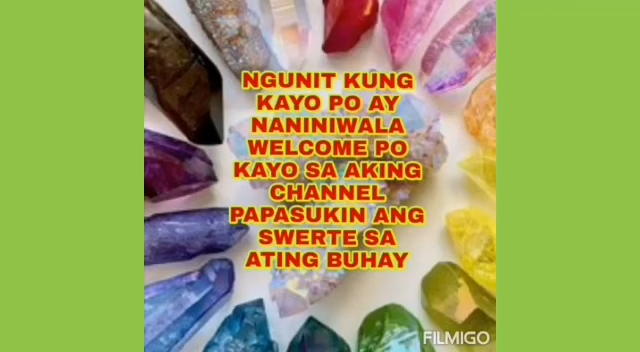 NGUNIT KUNG
KAYO PO AY
NANINIWALA
WELCOME PO
KAYO SA AKING
CHANNEL
PAPASUKIN ANG
SWERTE SA
ATING BUHAY
FILMIGO